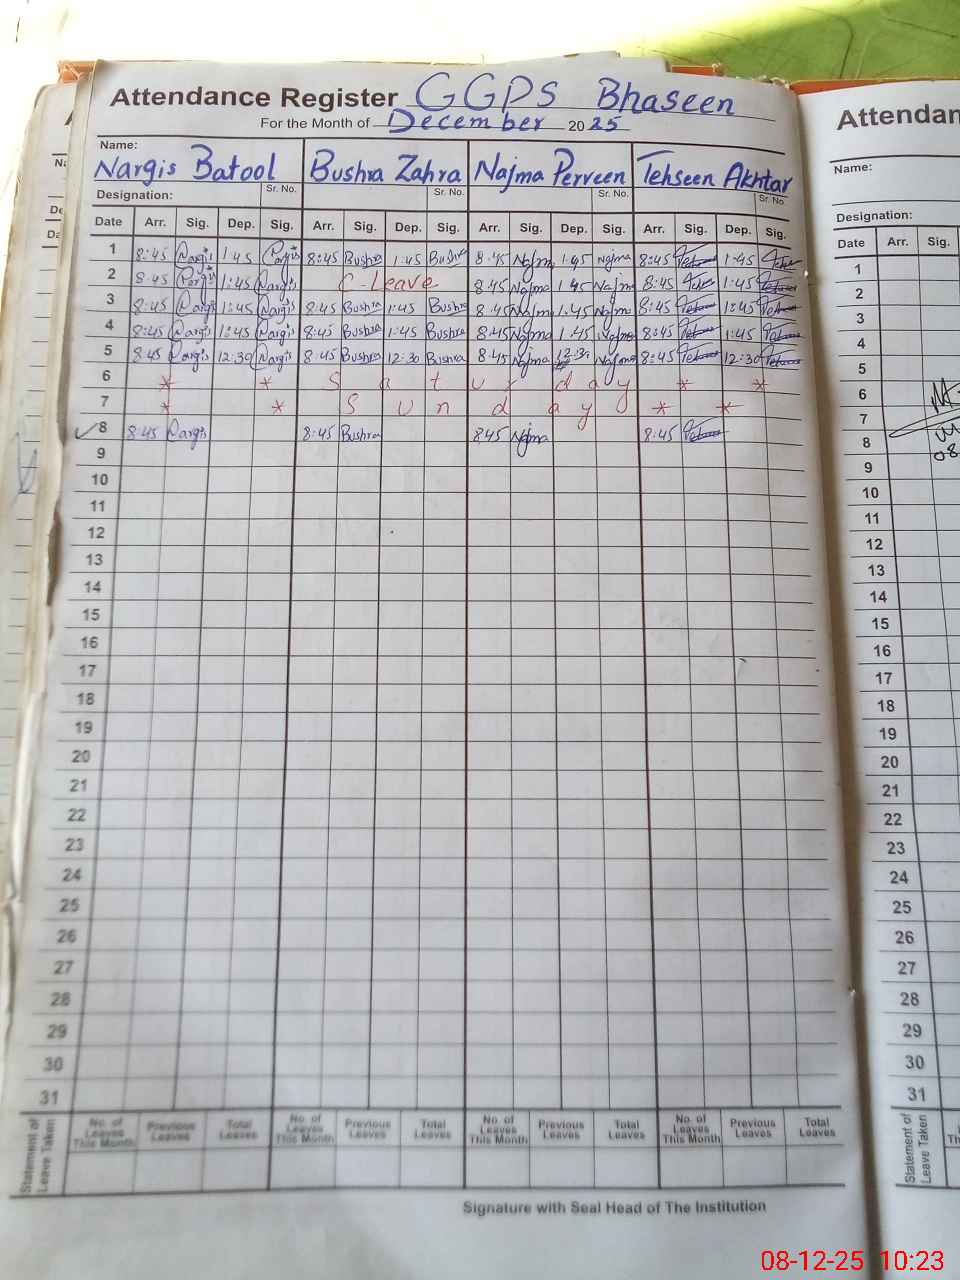 Attendance Register GGPS Bhaseen
For the Month of December 2025
Name:
Nargis Batool Bushra Zahra Najma Perveen Tehseen Akhtar
Designation: Sr. No. Sr. No. Sr. No. Sr. No.
Date Arr. Sig. Dep. Sig. Arr. Sig. Dep. Sig. Arr. Sig. Dep. Sig. Arr. Sig. Dep. Sig.
1 8:45 Nargis 1:45 Nargis 8:45 Bushra 1:45 Bushra 8:45 Najma 1:45 Najma 8:45 1:45
2 8:45 Nargis 1:45 Nargis C-Leave 8:45 Najma 1:45 Najma 8:45 1:45
3 8:45 Nargis 1:45 Nargis 8:45 Bushra 1:45 Bushra 8:45 Najma 1:45 Najma 8:45 1:45
4 8:45 Nargis 1:45 Nargis 8:45 Bushra 1:45 Bushra 8:45 Najma 1:45 Najma 8:45 1:45
5 8:45 Nargis 12:30 Nargis 8:45 Bushra 12:30 Bushra 8:45 Najma 12:30 Najma 8:45 12:30
6 * * S a t u r d a y * *
7 * * S u n d a y * *
8 8:45 Nargis 8:45 Bushra 8:45 Najma 8:45
9
10
11
12
13
14
15
16
17
18
19
20
21
22
23
24
25
26
27
28
29
30
31
Statement of Leave Taken
No. of Leaves This Month Previous Leaves Total Leaves No. of Leaves This Month Previous Leaves Total Leaves No. of Leaves This Month Previous Leaves Total Leaves No. of Leaves This Month Previous Leaves Total Leaves
Signature with Seal Head of The Institution
Name:
Designation:
Date Arr. Sig.
1
2
3
4
5
6
7
8
08
9
10
11
12
13
14
15
16
17
18
19
20
21
22
23
24
25
26
27
28
29
30
31
Statement of Leave Taken
08-12-25 10:23